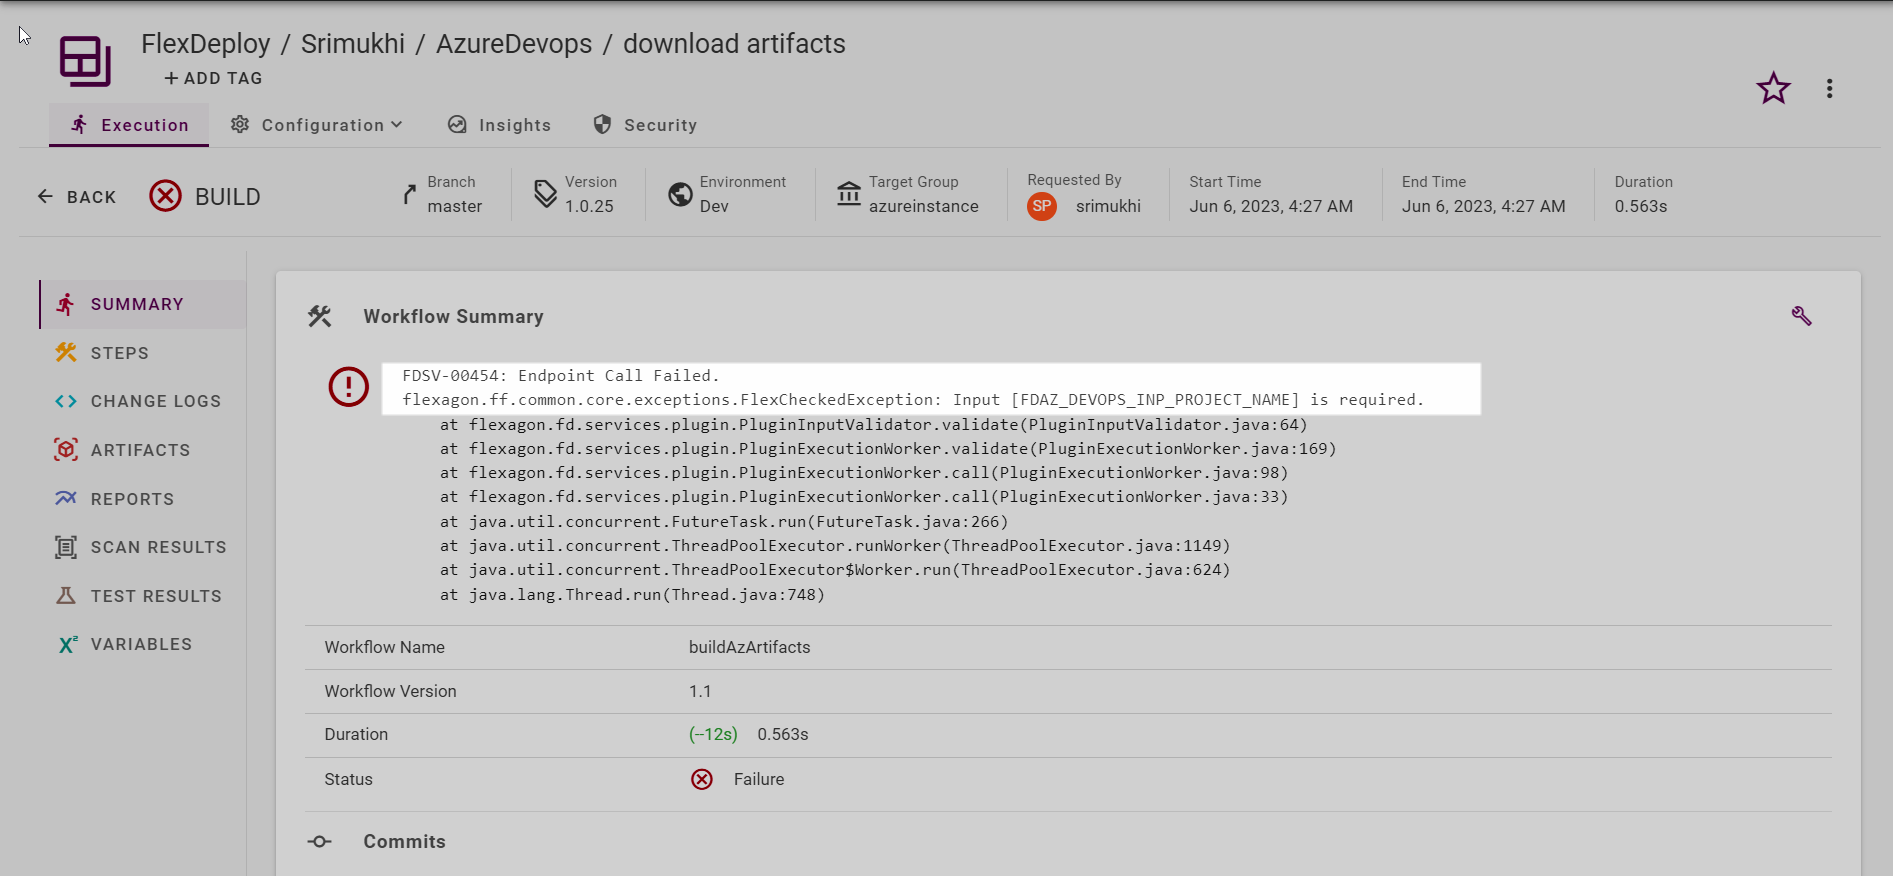 FlexDeploy / Srimukhi / AzureDevops / download artifacts
+ ADD TAG
Execution
Configuration
Insights
Security
BACK
BUILD
Branch
master
Version
1.0.25
Environment
Dev
Target Group
azureinstance
Requested By
SP srimukhi
Start Time
Jun 6, 2023, 4:27 AM
End Time
Jun 6, 2023, 4:27 AM
Duration
0.563s
SUMMARY
STEPS
CHANGE LOGS
ARTIFACTS
REPORTS
SCAN RESULTS
TEST RESULTS
X² VARIABLES
Workflow Summary
FDSV-00454: Endpoint Call Failed.
flexagon.ff.common.core.exceptions.FlexCheckedException: Input [FDAZ_DEVOPS_INP_PROJECT_NAME] is required.
at flexagon.fd.services.plugin.PluginInputValidator.validate(PluginInputValidator.java:64)
at flexagon.fd.services.plugin.PluginExecutionWorker.validate(PluginExecutionWorker.java:169)
at flexagon.fd.services.plugin.PluginExecutionWorker.call(PluginExecutionWorker.java:98)
at flexagon.fd.services.plugin.PluginExecutionWorker.call(PluginExecutionWorker.java:33)
at java.util.concurrent.FutureTask.run(FutureTask.java:266)
at java.util.concurrent.ThreadPoolExecutor.runWorker(ThreadPoolExecutor.java:1149)
at java.util.concurrent.ThreadPoolExecutor$Worker.run(ThreadPoolExecutor.java:624)
at java.lang.Thread.run(Thread.java:748)
Workflow Name buildAzArtifacts
Workflow Version 1.1
Duration (--12s) 0.563s
Status Failure
Commits